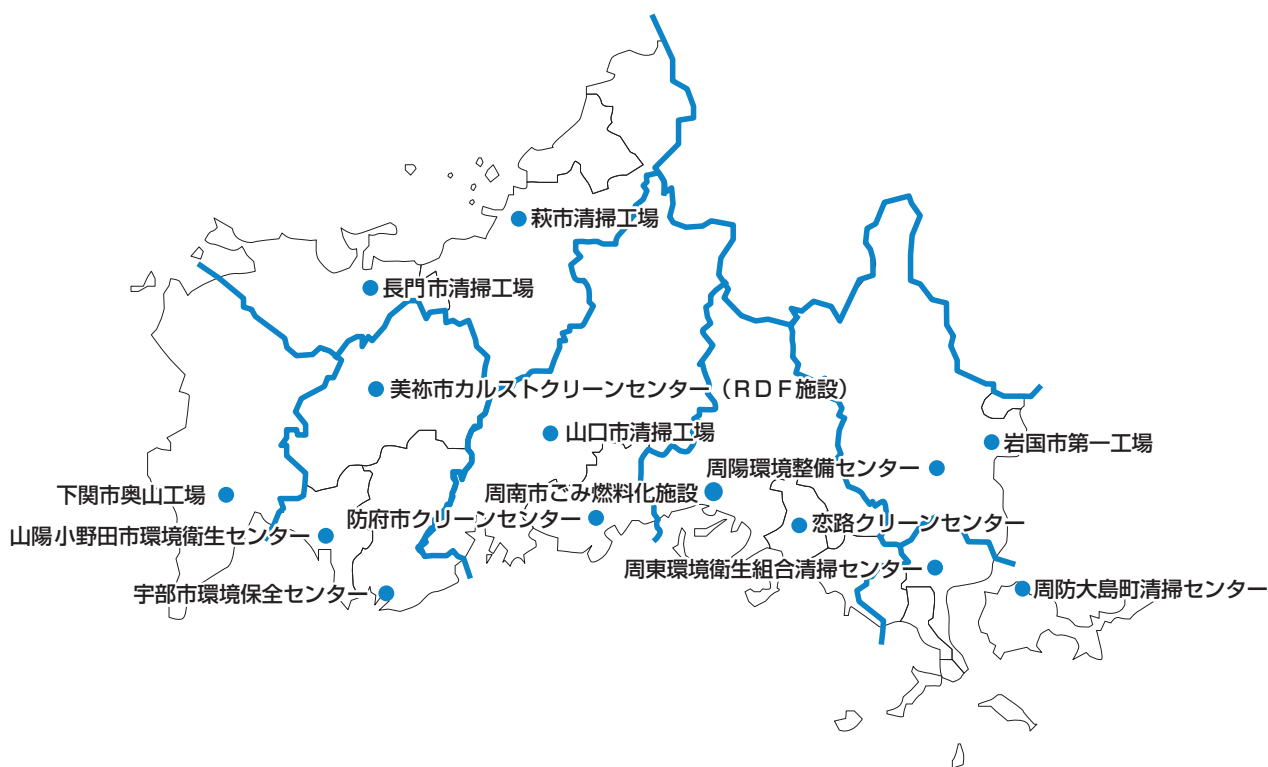 萩市清掃工場
長門市清掃工場
美祢市カルストクリーンセンター（ＲＤＦ施設）
山口市清掃工場
岩国市第一工場
周陽環境整備センター
下関市奥山工場
周南市ごみ燃料化施設
防府市クリーンセンター
恋路クリーンセンター
山陽小野田市環境衛生センター
周東環境衛生組合清掃センター
宇部市環境保全センター
周防大島町清掃センター